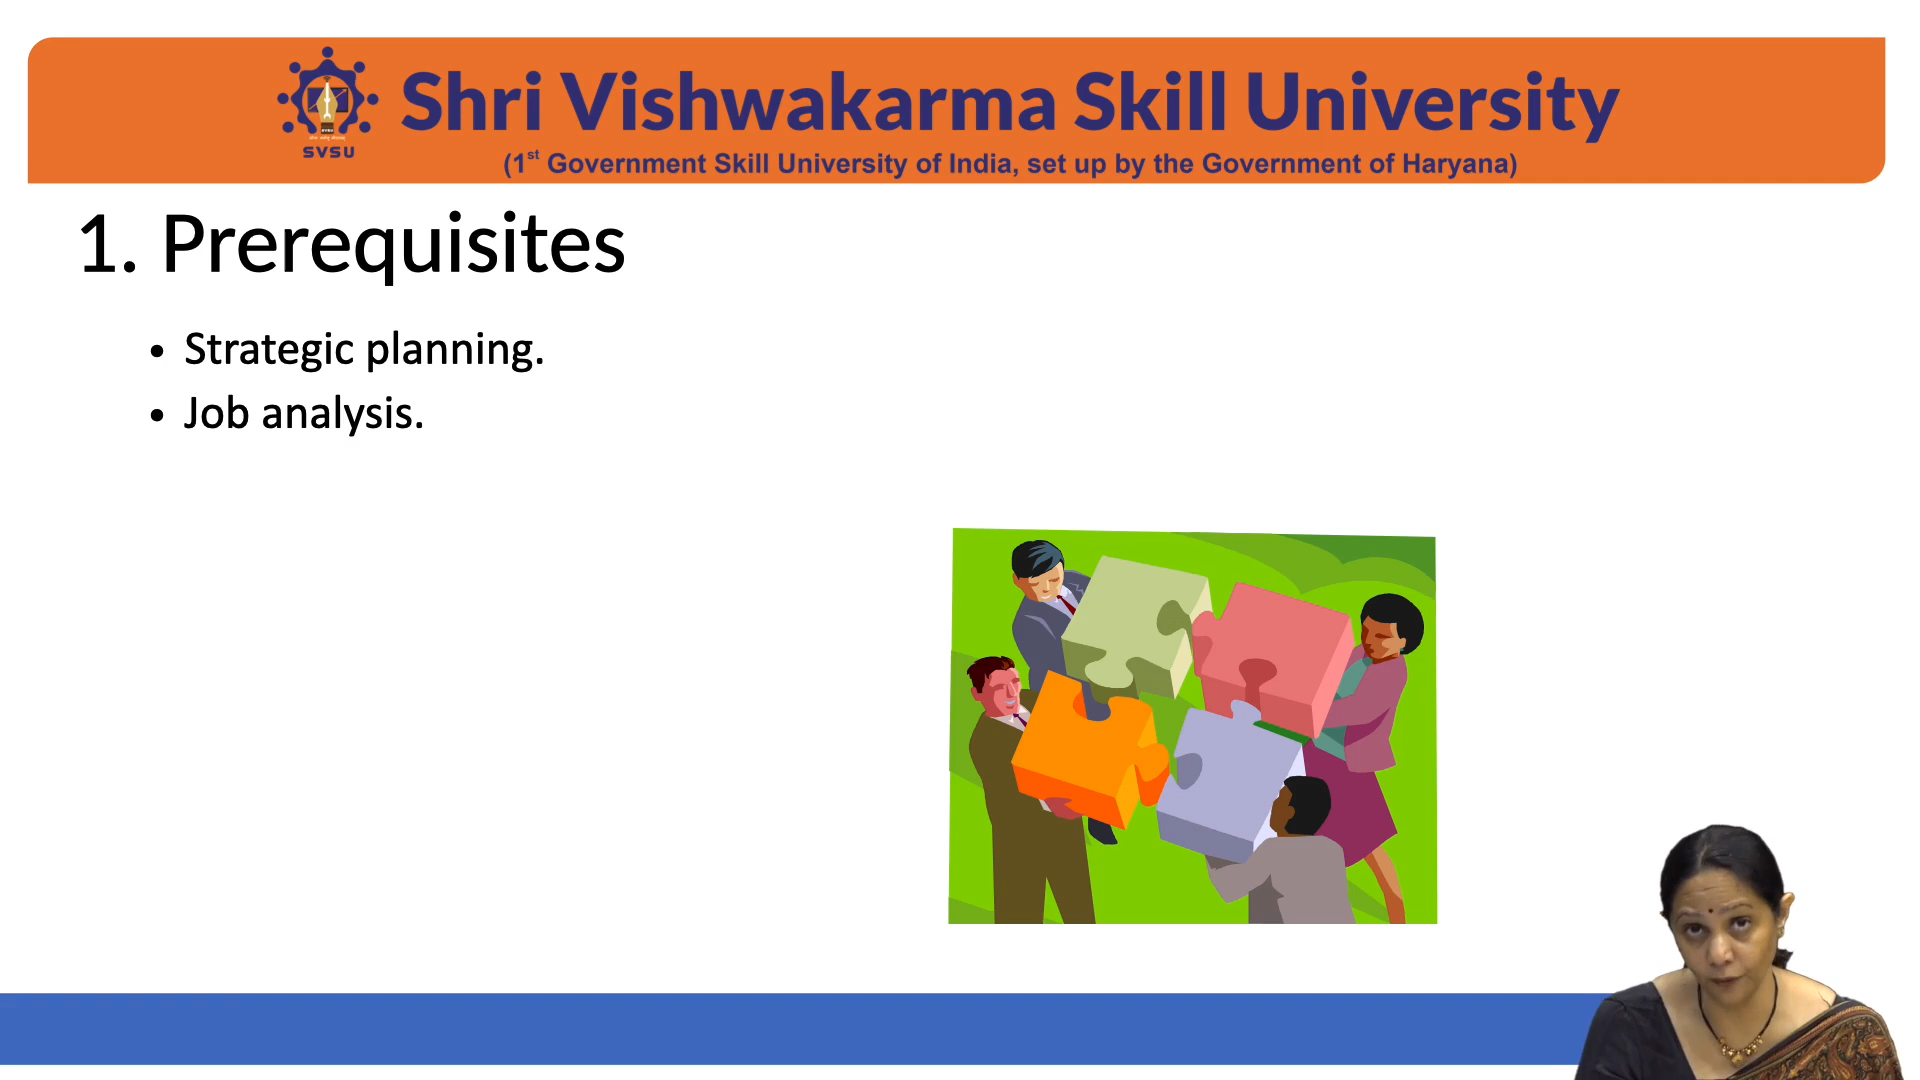 Shri Vishwakarma Skill University
SVSU
(1st Government Skill University of India, set up by the Government of Haryana)
1. Prerequisites
• Strategic planning.
• Job analysis.